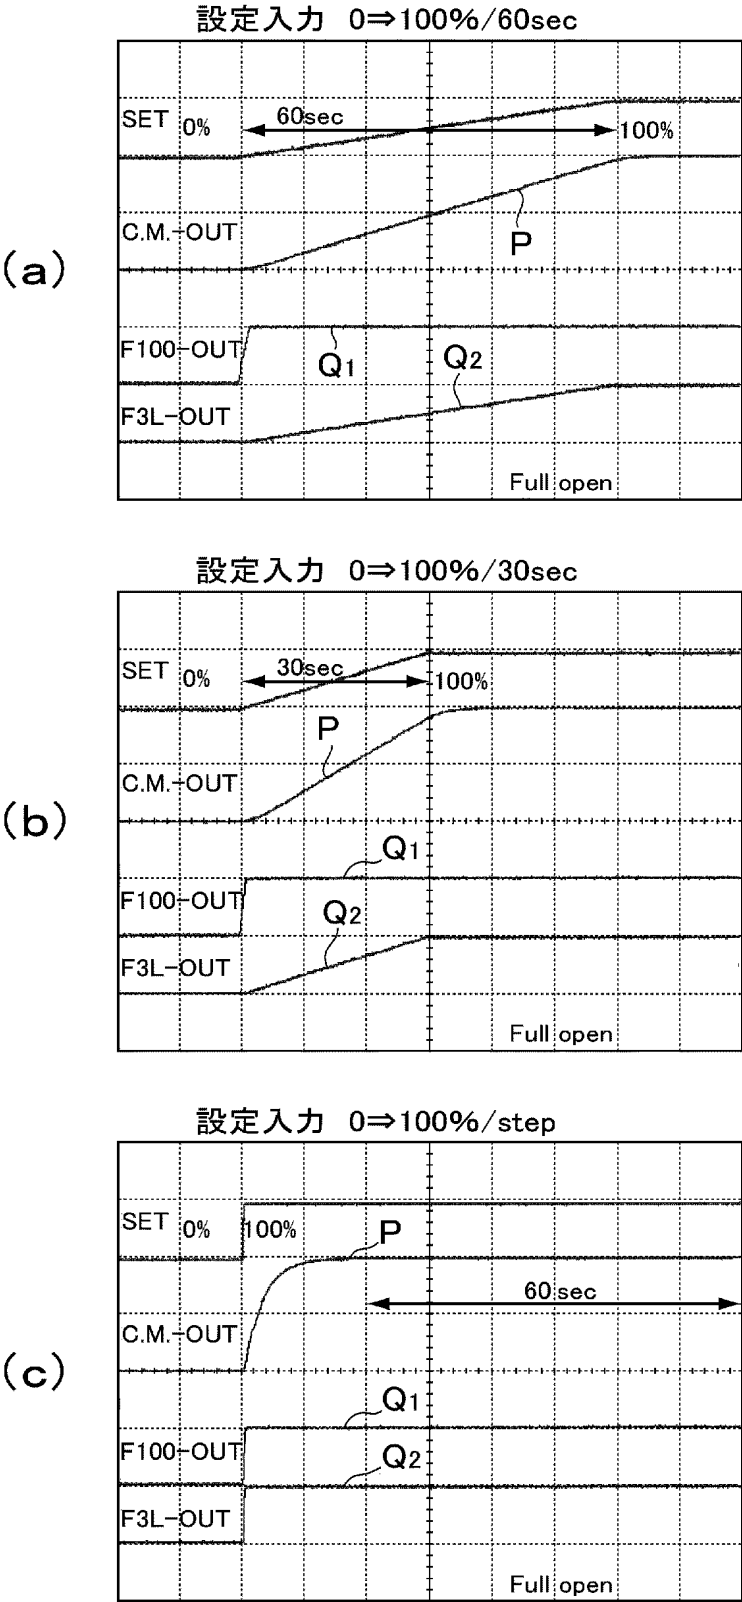 設定入力 0⇒100%/60sec
(a)
SET 0%
60sec
100%
C.M.-OUT
P
F100-OUT
Q1
Q2
F3L-OUT
Full open
設定入力 0⇒100%/30sec
(b)
SET 0%
30sec
100%
P
C.M.-OUT
Q1
F100-OUT
Q2
F3L-OUT
Full open
設定入力 0⇒100%/step
(c)
SET 0% 100%
P
60sec
C.M.-OUT
Q1
F100-OUT
Q2
F3L-OUT
Full open